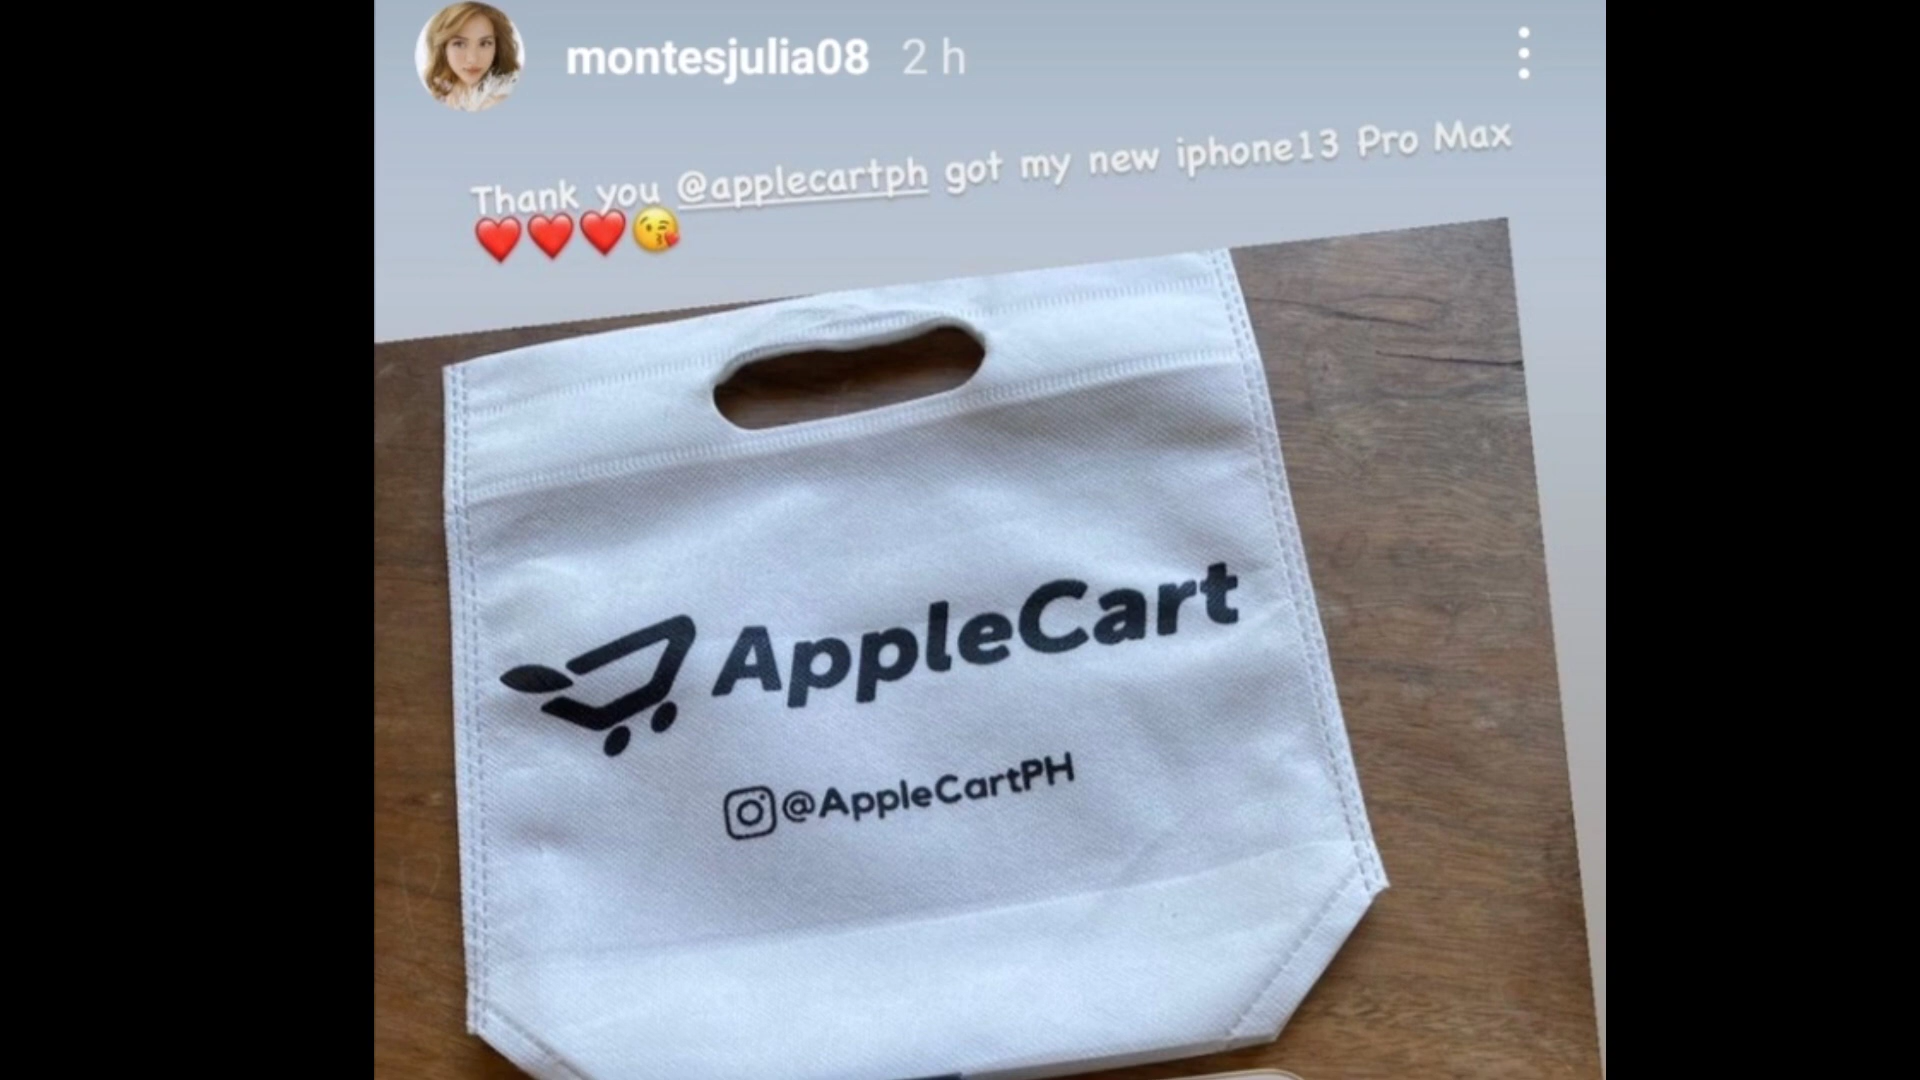 montesjulia08 2 h
Thank you @applecartph got my new iphone13 Pro Max
❤️❤️❤️😘
AppleCart
@AppleCartPH